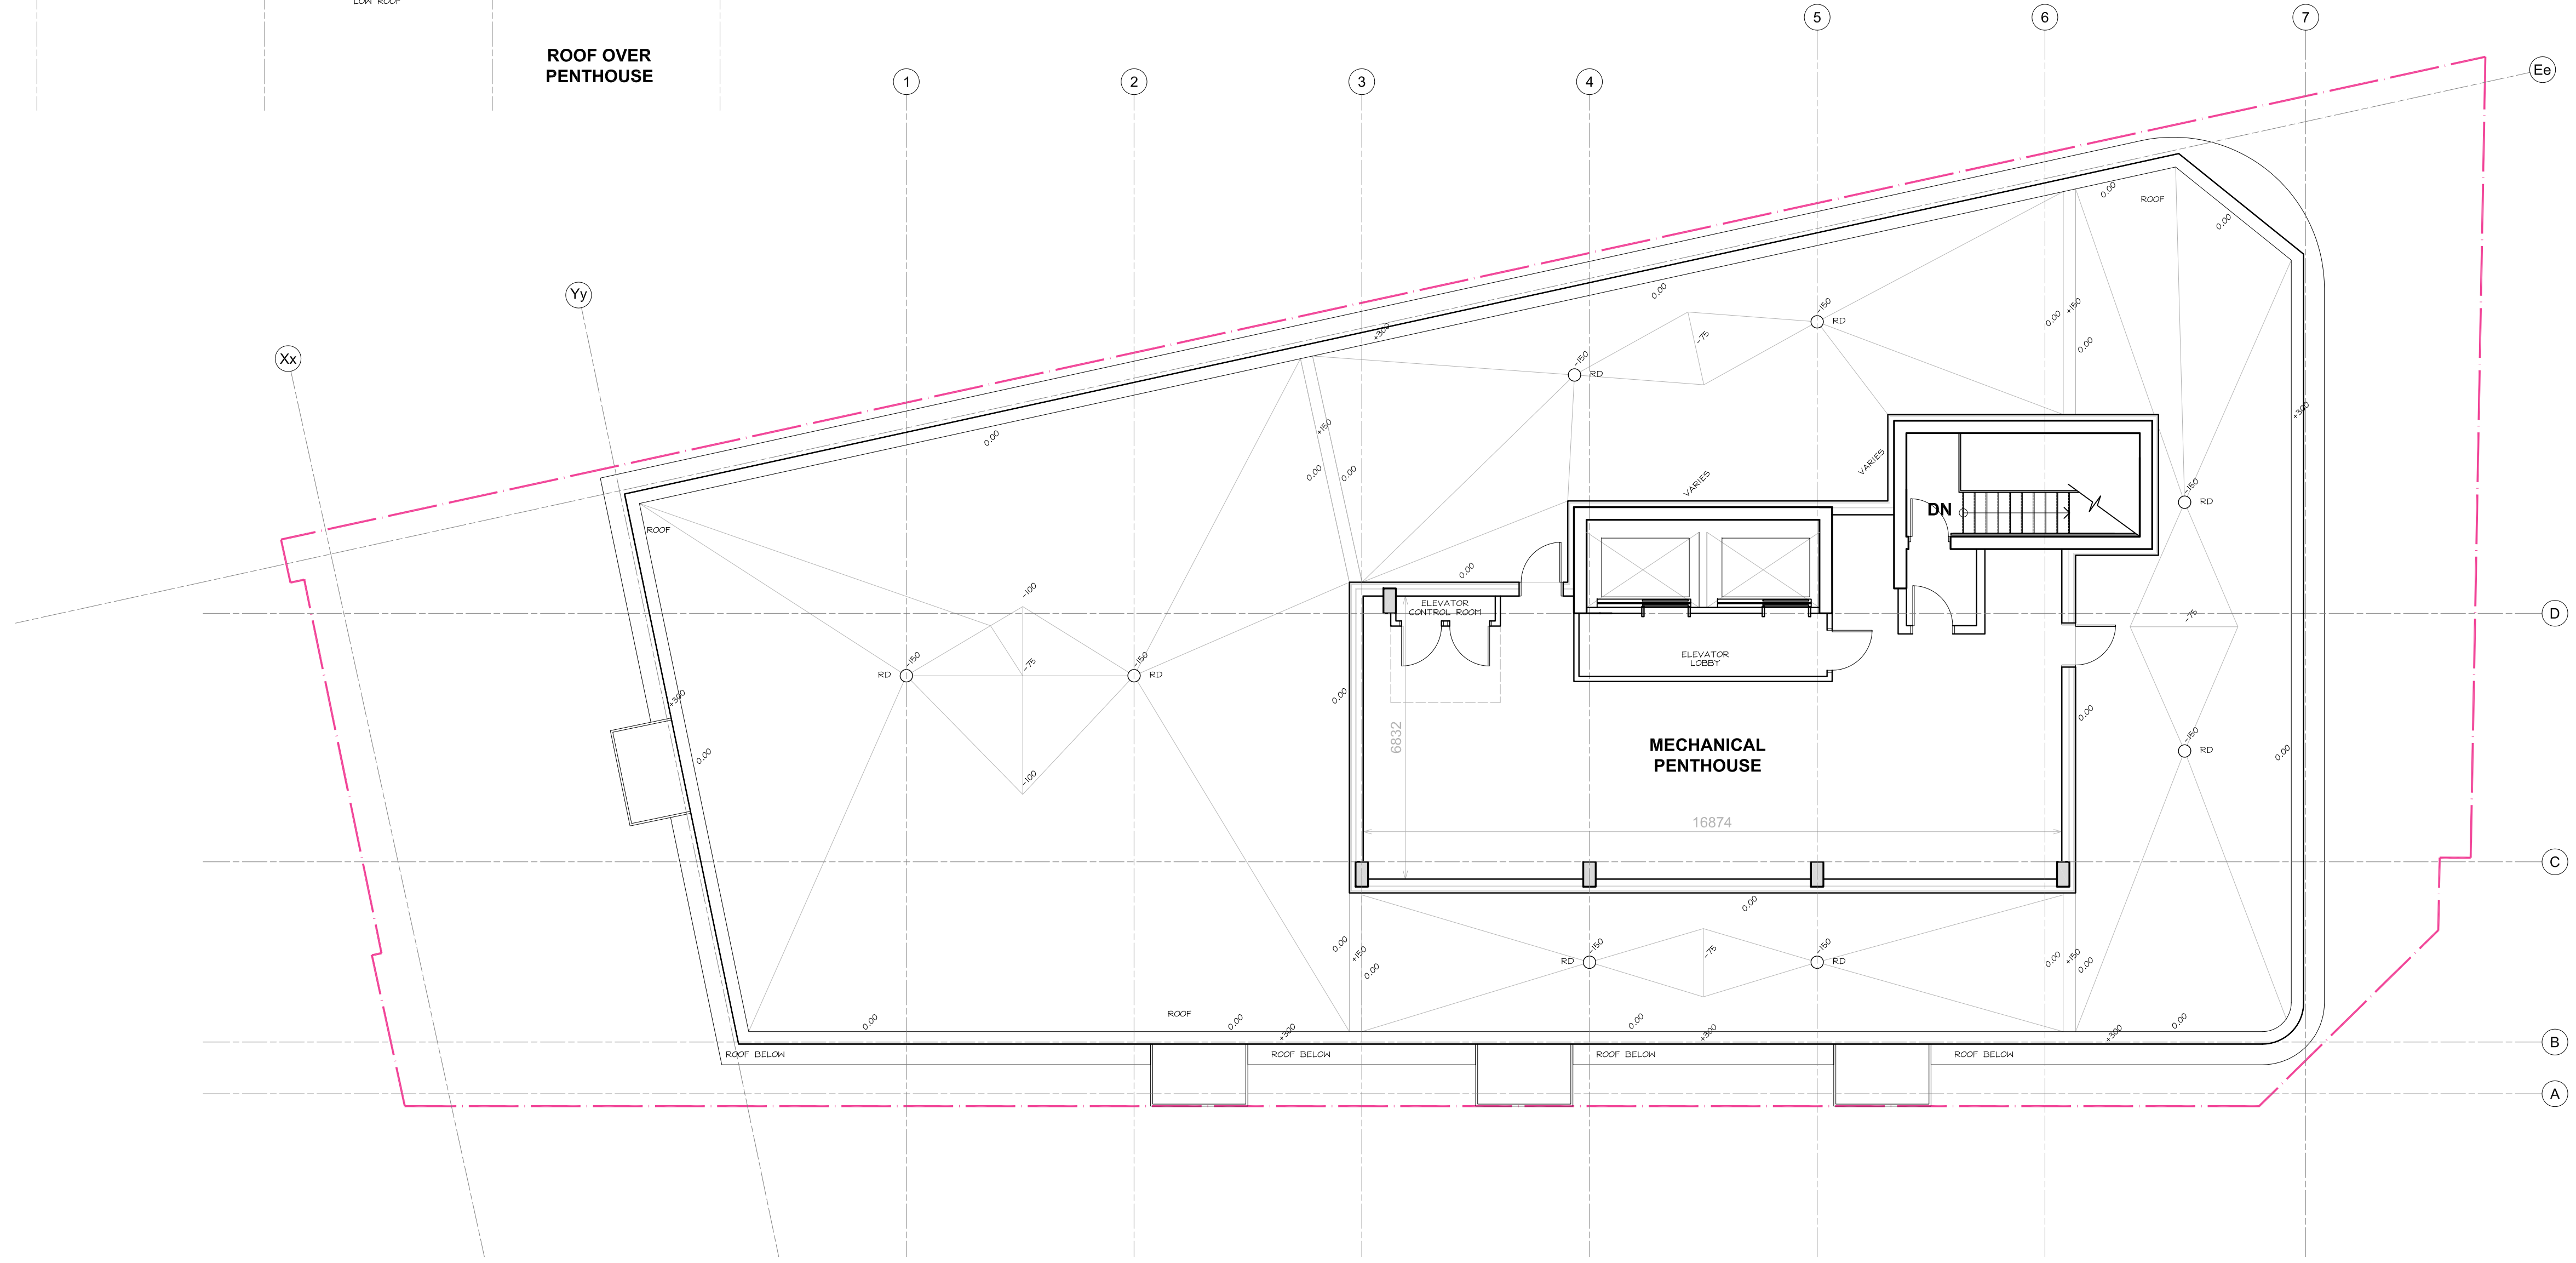 LOW ROOF
ROOF OVER
PENTHOUSE
1
2
3
4
5
6
7
Ee
Yy
Xx
D
C
B
A
0.00
ROOF
0.00
0.00
-150
RD
+150
0.00
0.00
+300
-75
-150
RD
+300
0.00
+150
0.00
0.00
VARIES
VARIES
-150
RD
DN
ROOF
0.00
-100
ELEVATOR
CONTROL ROOM
-75
-150
RD
-75
-150
RD
ELEVATOR
LOBBY
+300
0.00
0.00
-100
6832
MECHANICAL
PENTHOUSE
0.00
-150
RD
0.00
16874
0.00
0.00
+150
0.00
-150
RD
-75
-150
RD
0.00
+150
0.00
ROOF
0.00
0.00
+300
0.00
+300
0.00
+300
ROOF BELOW
ROOF BELOW
ROOF BELOW
ROOF BELOW